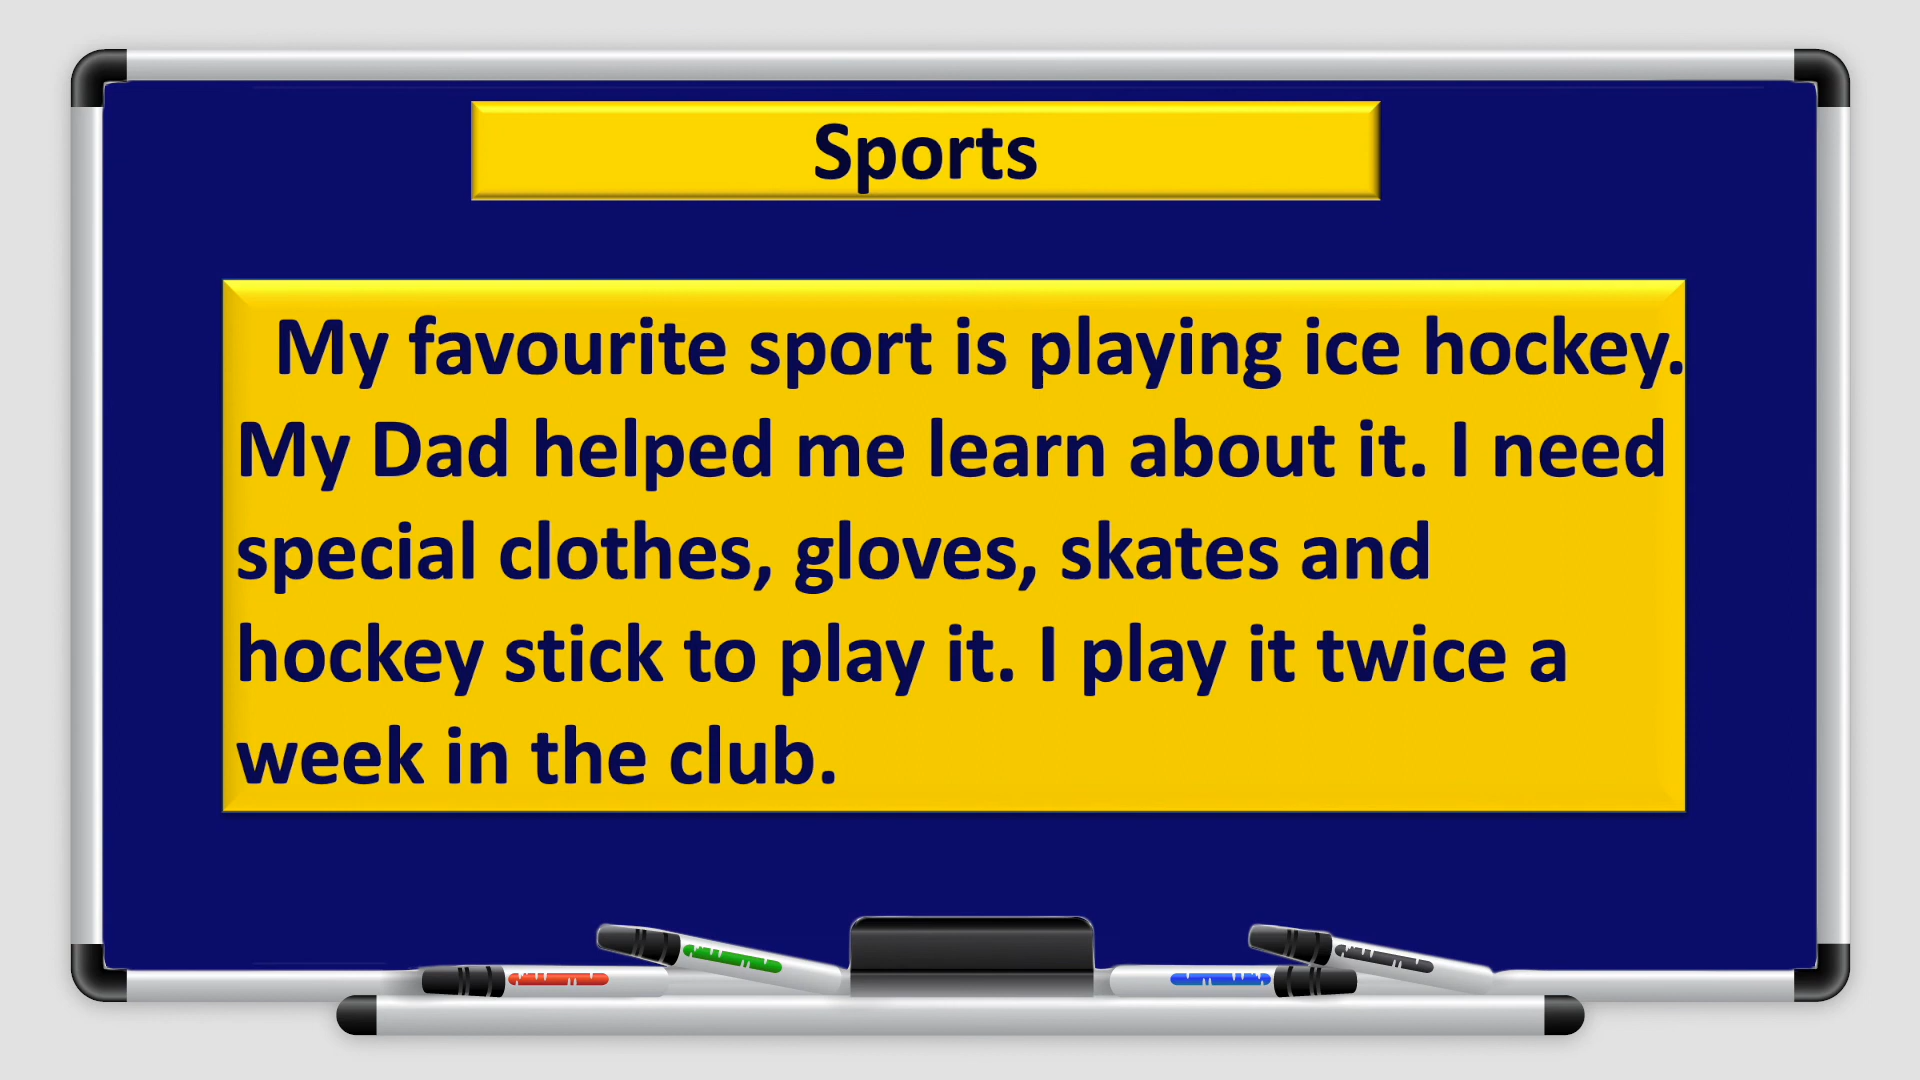 Sports
My favourite sport is playing ice hockey.
My Dad helped me learn about it. I need
special clothes, gloves, skates and
hockey stick to play it. I play it twice a
week in the club.